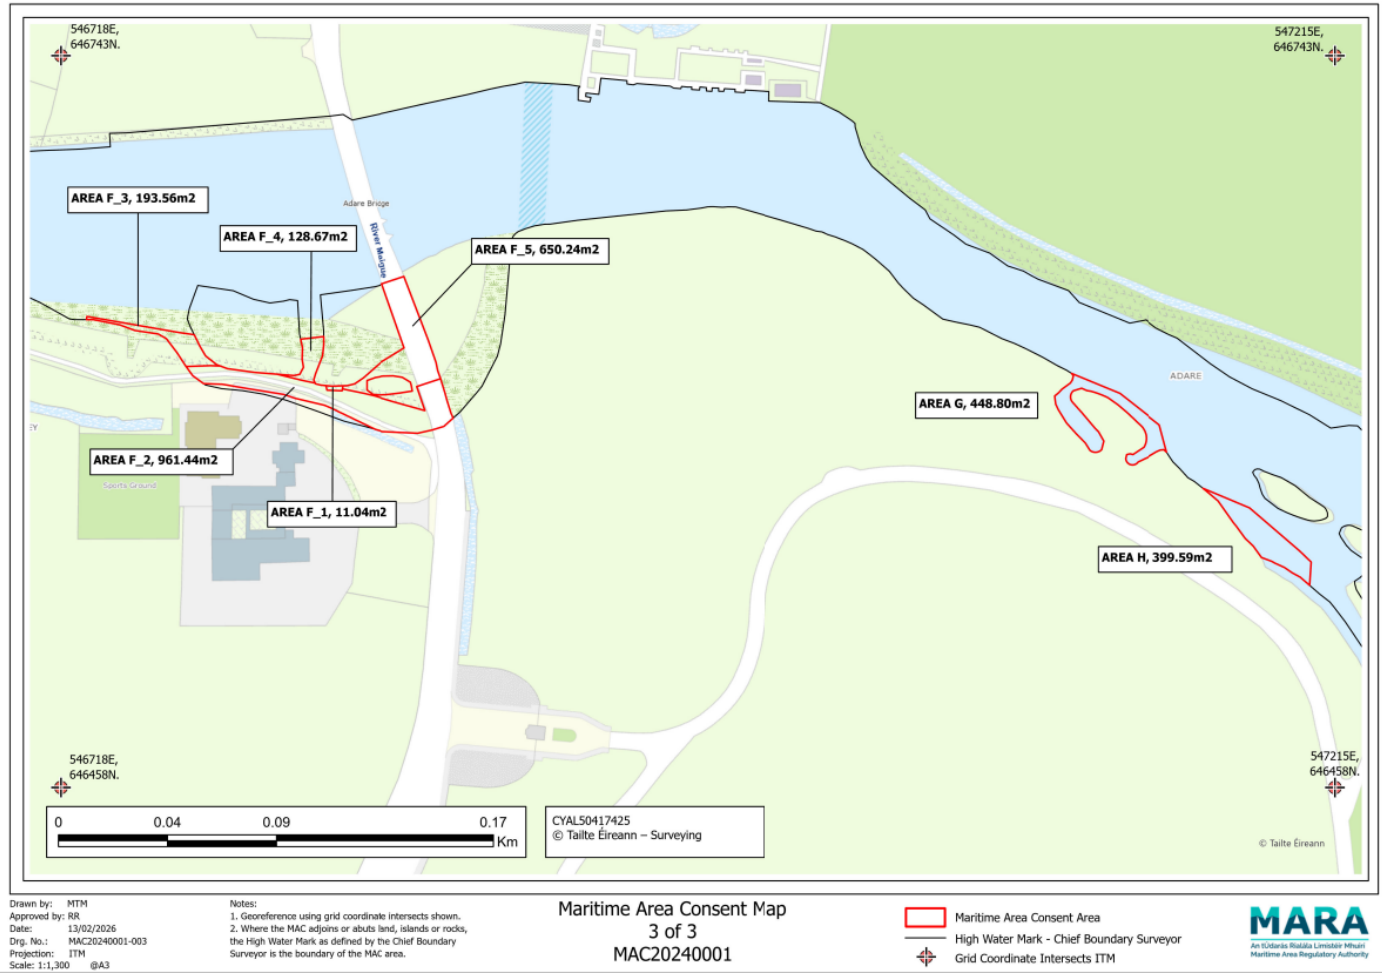 546718E,
646743N.
547215E,
646743N.
AREA F_3, 193.56m2
Adare Bridge
AREA F_4, 128.67m2
River Maigue
AREA F_5, 650.24m2
ADARE
AREA G, 448.80m2
EY
AREA F_2, 961.44m2
Sports Ground
AREA F_1, 11.04m2
AREA H, 399.59m2
546718E,
646458N.
547215E,
646458N.
0 0.04 0.09 0.17
Km
CYAL50417425
© Tailte Éireann – Surveying
© Tailte Éireann
Drawn by: MTM
Approved by: RR
Date: 13/02/2026
Drg. No.: MAC20240001-003
Projection: ITM
Scale: 1:1,300 @A3
Notes:
1. Georeference using grid coordinate intersects shown.
2. Where the MAC adjoins or abuts land, islands or rocks,
the High Water Mark as defined by the Chief Boundary
Surveyor is the boundary of the MAC area.
Maritime Area Consent Map
3 of 3
MAC20240001
Maritime Area Consent Area
High Water Mark - Chief Boundary Surveyor
Grid Coordinate Intersects ITM
MARA
An tÚdarás Rialála Limistéir Mhuirí
Maritime Area Regulatory Authority